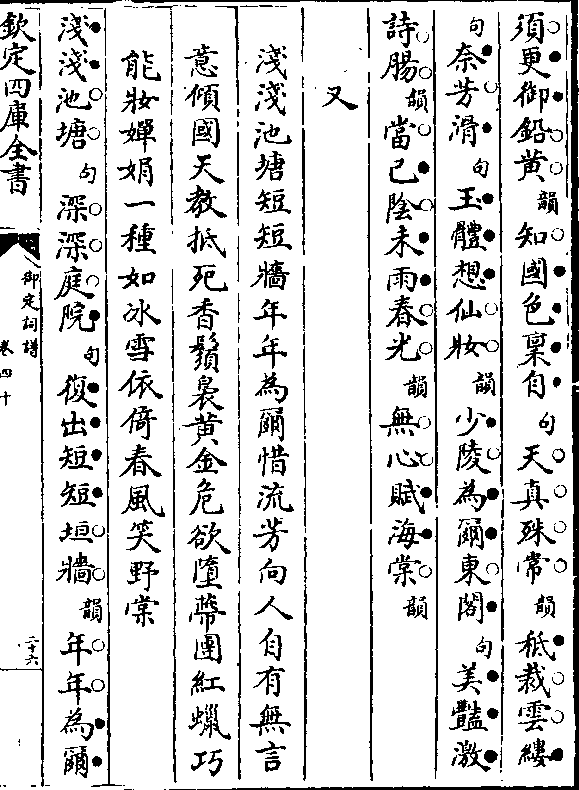 須更御鉛黄韻知國色稟自句天真殊常韻秪裁雲縷
句奈芳滑句玉體想仙妝韻少陵為爾東閣句美豔激
詩腸韻當已陰未雨春光韻無心賦海棠韻
又
淺淺池塘短短牆年年為爾惜流芳向人自有無言
意傾國天教抵死香鬚裊黄金危欲墮蔕團紅蠟巧
能妝嬋娟一種如冰雪依倚春風笑野棠
淺淺池塘句深深庭院句復出短短垣牆韻年年為爾
欽定四庫全書
御定詞譜
卷四十
二十六